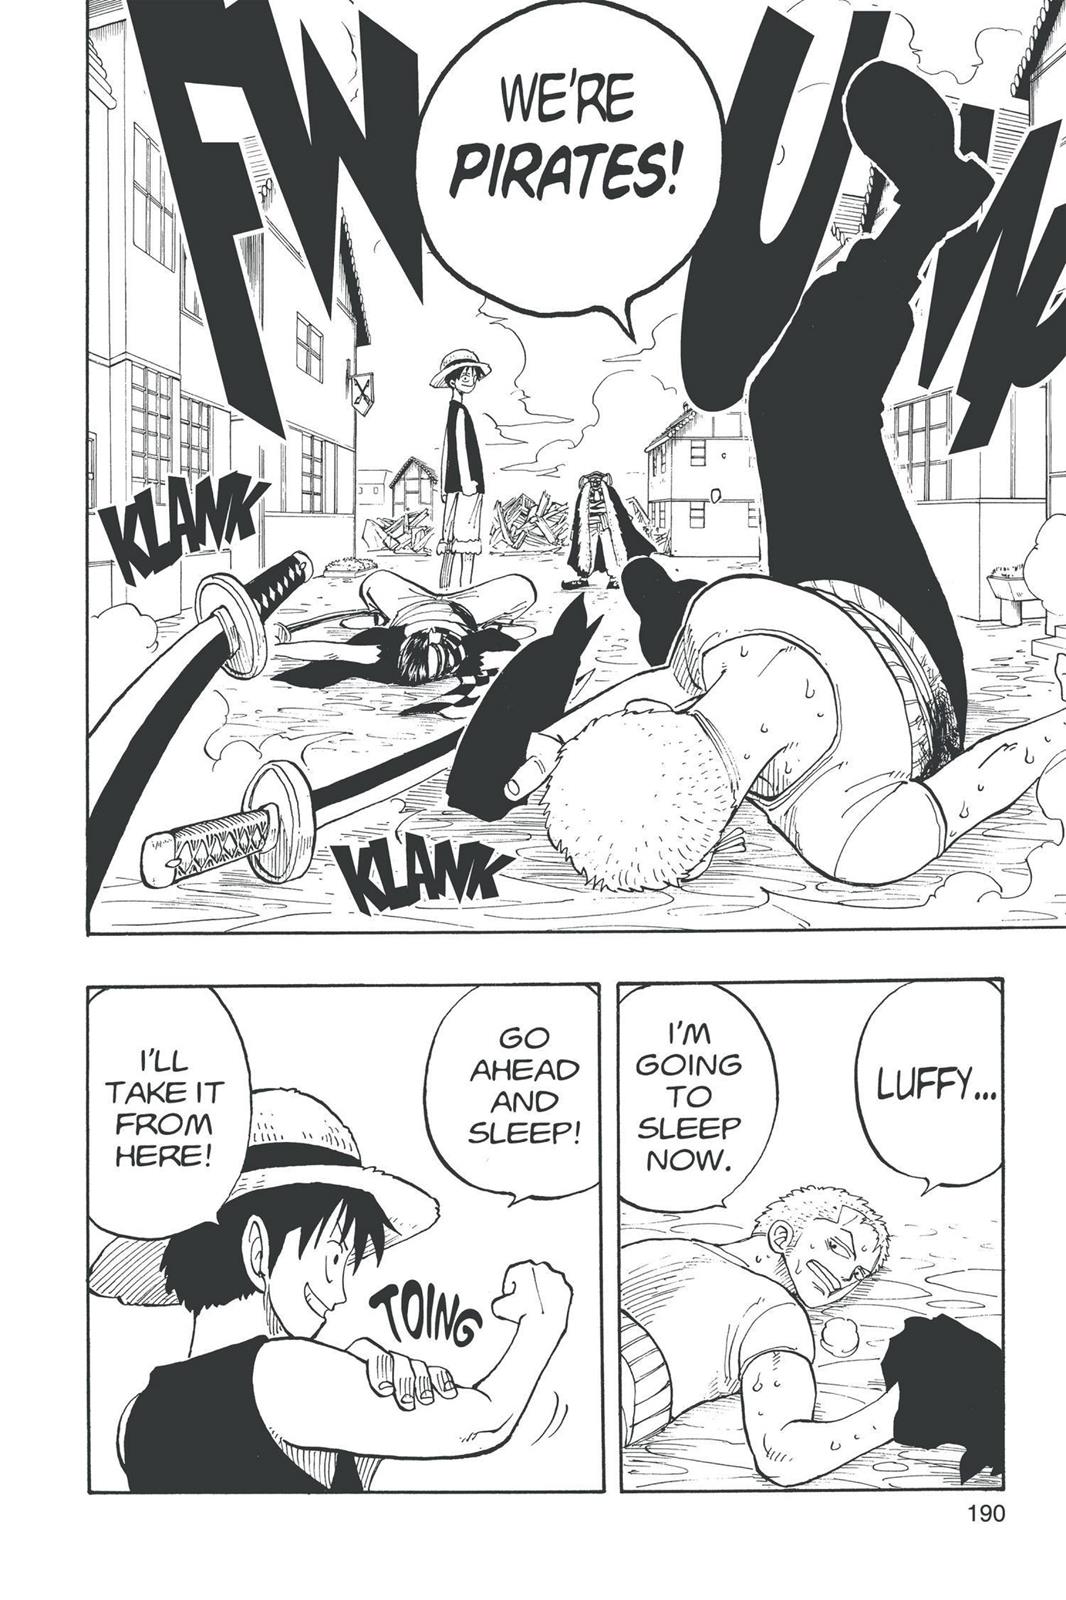 WE'RE
PIRATES!
FWUMP
KLANK
KLANK
LUFFY...
I'M
GOING
TO
SLEEP
NOW.
GO
AHEAD
AND
SLEEP!
I'LL
TAKE IT
FROM
HERE!
TOING
190